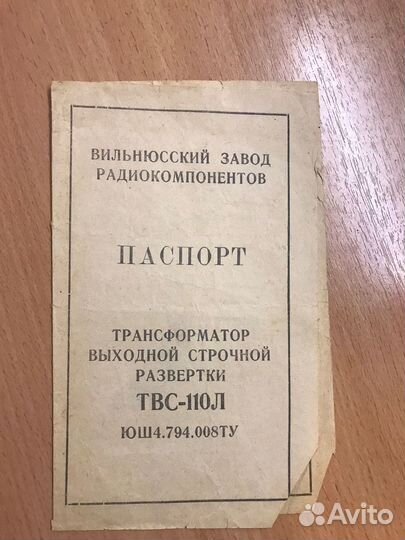 ВИЛЬНЮССКИЙ ЗАВОД
РАДИОКОМПОНЕНТОВ
ПАСПОРТ
ТРАНСФОРМАТОР
ВЫХОДНОЙ СТРОЧНОЙ
РАЗВЕРТКИ
ТВС-110Л
ЮШ4.794.008ТУ
Avito